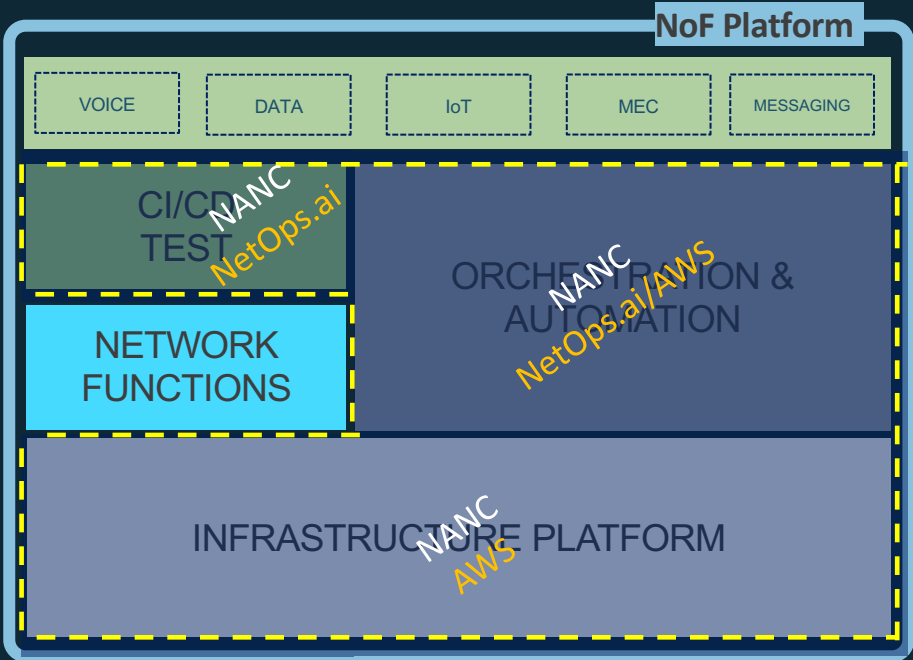 NoF Platform
VOICE
DATA
IoT
MEC
MESSAGING
CI/CD
TEST
NANC
NetOps.ai
ORCHESTRATION &
AUTOMATION
NANC
NetOps.ai/AWS
NETWORK
FUNCTIONS
INFRASTRUCTURE PLATFORM
NANC
AWS